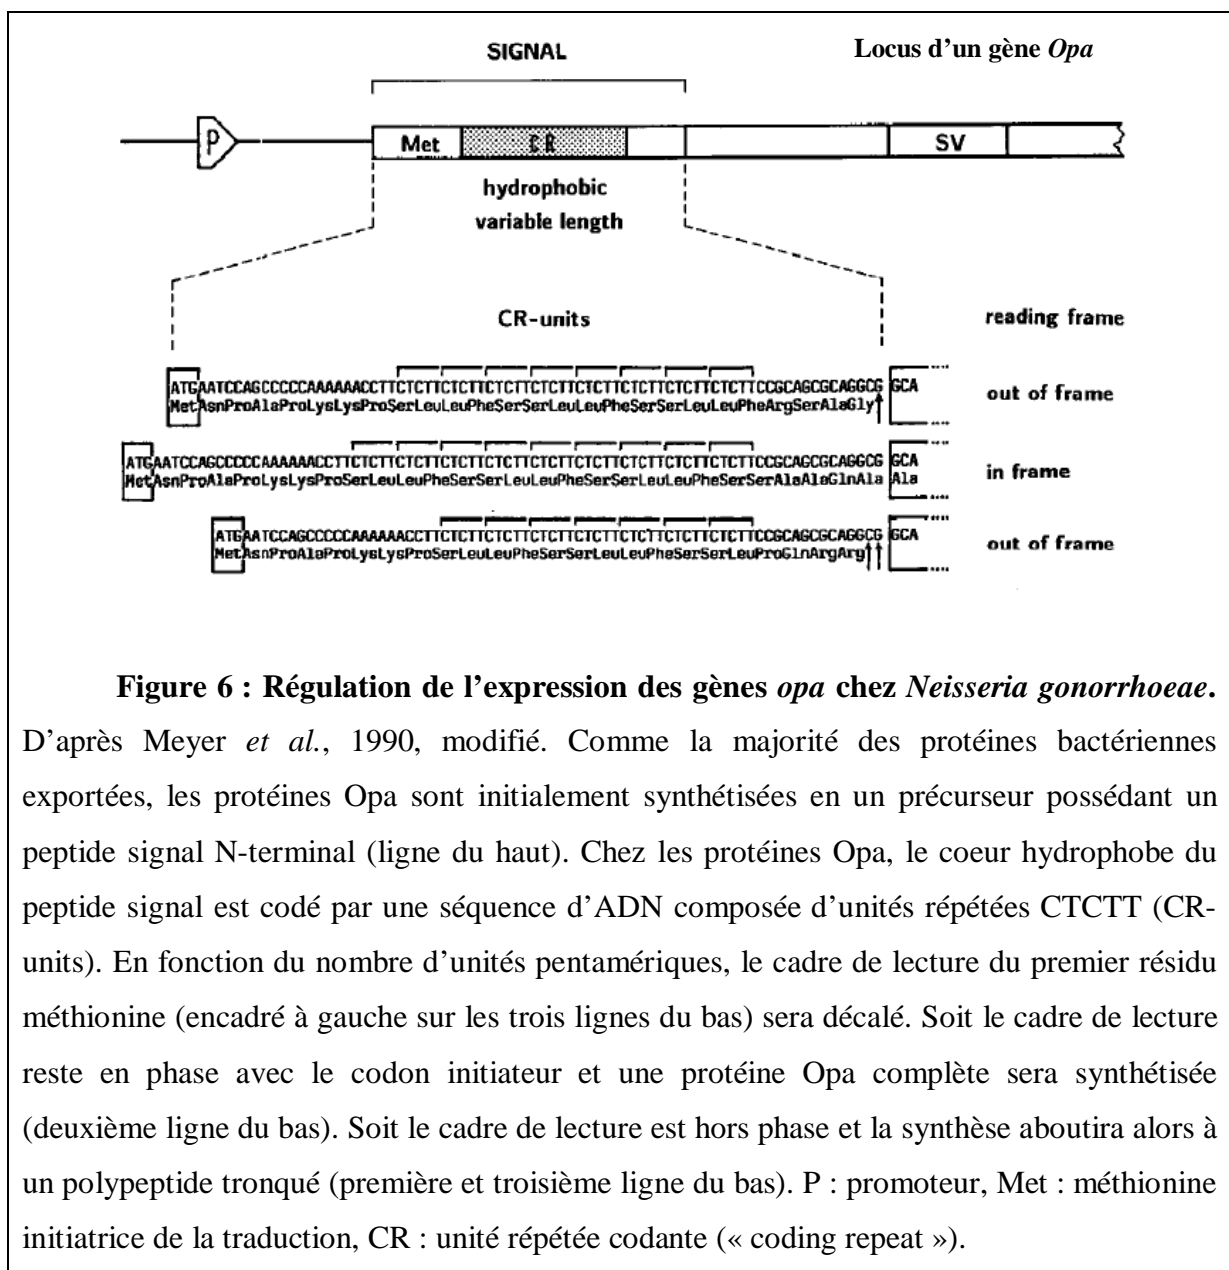 SIGNAL
Locus d'un gène Opa
P
Met
CR
SV
hydrophobic
variable length
CR-units
reading frame
ATGAATCCAGCCCCCAAAAAACCTTCTCTTCTCTTCTCTTCTCTTCTCTTCTCTTCTCTTCTCTTCCGCAGCGCAGGCG GCA
MetAsnProAlaProLysLysProSerLeuLeuPheSerSerLeuLeuPheSerSerLeuLeuPheArgSerAlaGly
out of frame
ATGAATCCAGCCCCCAAAAAACCTTCTCTTCTCTTCTCTTCTCTTCTCTTCTCTTCTCTTCTCTTCTCTTCCGCAGCGCAGGCG GCA
MetAsnProAlaProLysLysProSerLeuLeuPheSerSerLeuLeuPheSerSerLeuLeuPheSerSerAlaAlaGlnAla Ala
in frame
ATGAATCCAGCCCCCAAAAAACCTTCTCTTCTCTTCTCTTCTCTTCTCTTCTCTTCTCTTCCGCAGCGCAGGCG GCA
MetAsnProAlaProLysLysProSerLeuLeuPheSerSerLeuLeuPheSerSerLeuProGlnArgArg
out of frame
Figure 6 : Régulation de l'expression des gènes opa chez Neisseria gonorrhoeae.
D'après Meyer et al., 1990, modifié. Comme la majorité des protéines bactériennes
exportées, les protéines Opa sont initialement synthétisées en un précurseur possédant un
peptide signal N-terminal (ligne du haut). Chez les protéines Opa, le coeur hydrophobe du
peptide signal est codé par une séquence d'ADN composée d'unités répétées CTCTT (CR-
units). En fonction du nombre d'unités pentamériques, le cadre de lecture du premier résidu
méthionine (encadré à gauche sur les trois lignes du bas) sera décalé. Soit le cadre de lecture
reste en phase avec le codon initiateur et une protéine Opa complète sera synthétisée
(deuxième ligne du bas). Soit le cadre de lecture est hors phase et la synthèse aboutira alors à
un polypeptide tronqué (première et troisième ligne du bas). P : promoteur, Met : méthionine
initiatrice de la traduction, CR : unité répétée codante (« coding repeat »).